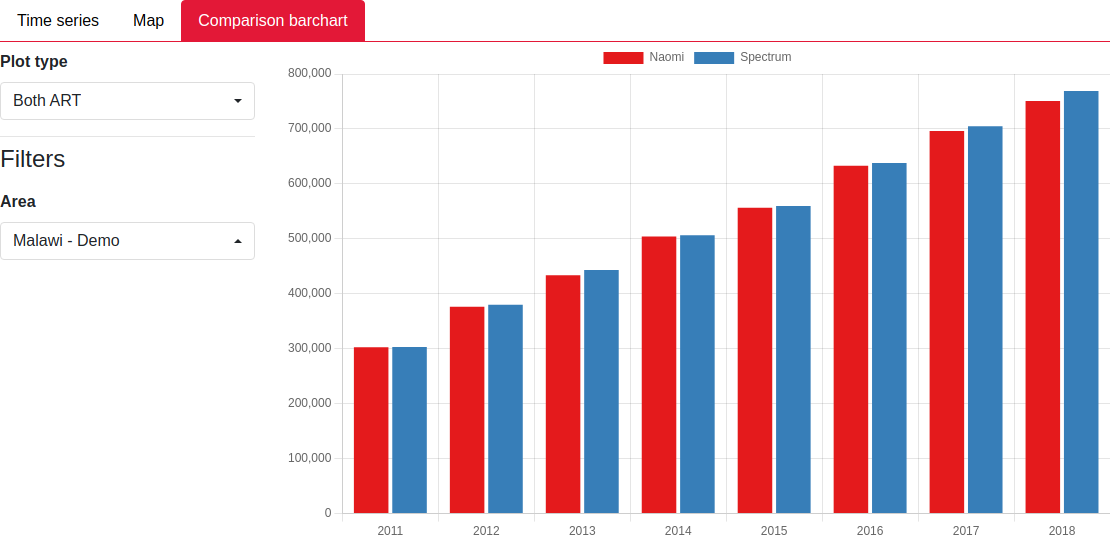 Time series Map Comparison barchart
Plot type
Both ART
Filters
Area
Malawi - Demo
Naomi Spectrum
800,000
700,000
600,000
500,000
400,000
300,000
200,000
100,000
0
2011 2012 2013 2014 2015 2016 2017 2018